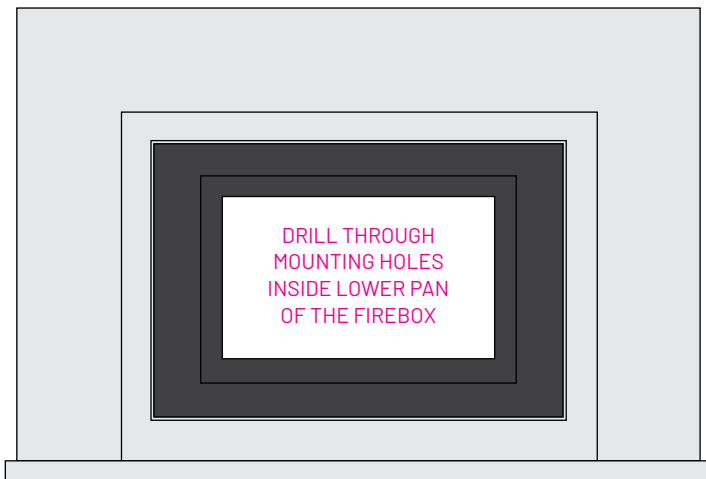 DRILL THROUGH
MOUNTING HOLES
INSIDE LOWER PAN
OF THE FIREBOX